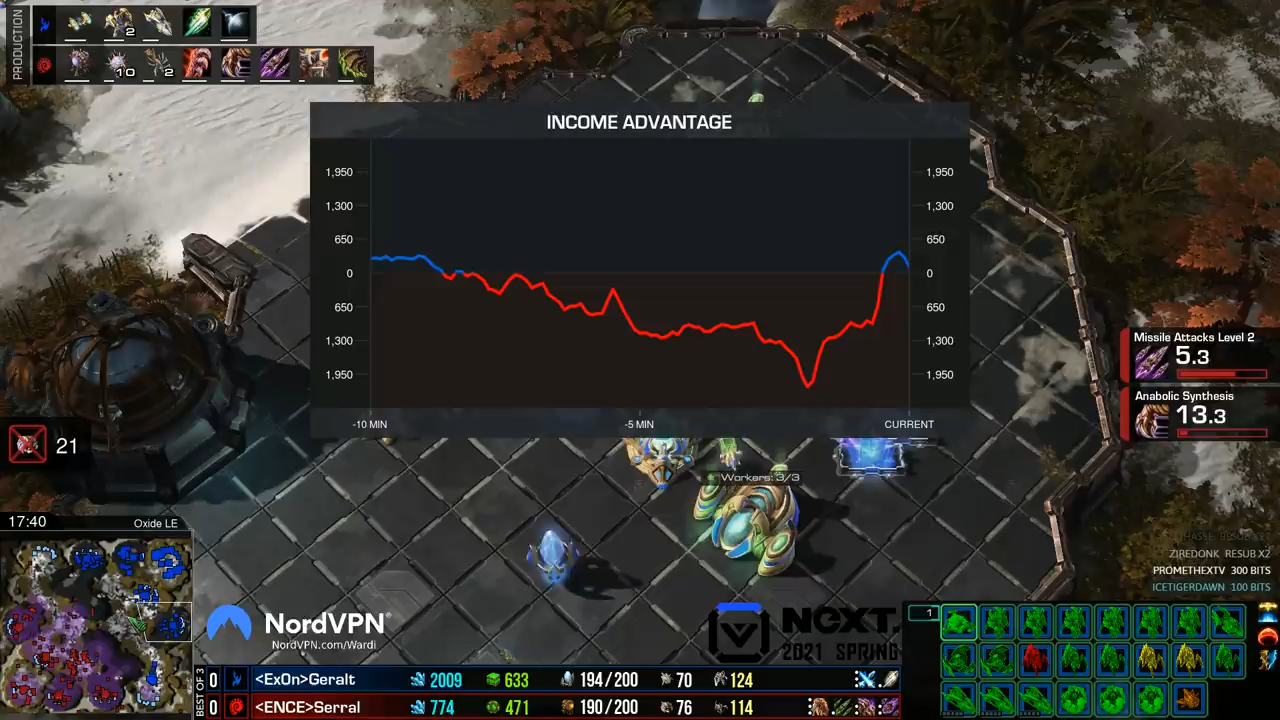 PRODUCTION
2
10
2
INCOME ADVANTAGE
1,950 1,950
1,300 1,300
650 650
0 0
650 650
1,300 1,300
1,950 1,950
-10 MIN -5 MIN CURRENT
Missile Attacks Level 2
5.3
Anabolic Synthesis
13.3
21
Workers: 3/3
17:40 Oxide LE
ZIREDONK RESUB X2
PROMETHEXTV 300 BITS
ICETIGERDAWN 100 BITS
1
NordVPN®
NordVPN.com/Wardi
NEXT.
2021 SPRING
BEST OF 3
0 <ExOn>Geralt 2009 633 194/200 70 124
0 <ENCE>Serral 774 471 190/200 76 114